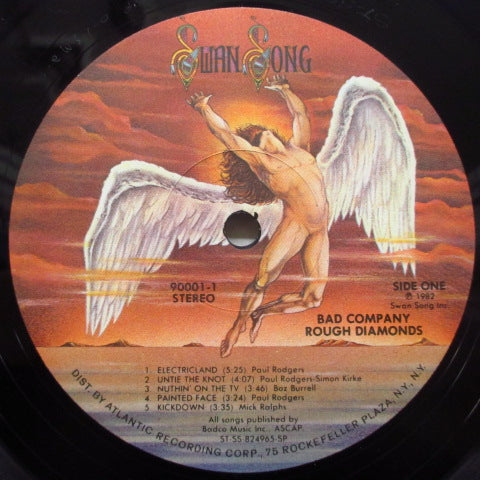 SWAN SONG
90001-1
STEREO
SIDE ONE
℗ 1982
Swan Song Inc.
BAD COMPANY
ROUGH DIAMONDS
1 ELECTRICLAND (5:25) Paul Rodgers
2 UNTIE THE KNOT (4:07) Paul Rodgers-Simon Kirke
3 NUTHIN' ON THE TV (3:46) Boz Burrell
4 PAINTED FACE (3:24) Paul Rodgers
5 KICKDOWN (3:35) Mick Ralphs
All songs published by
Badco Music Inc., ASCAP.
ST SS 824965 SP
DIST. BY ATLANTIC RECORDING CORP., 75 ROCKEFELLER PLAZA, N.Y., N.Y.